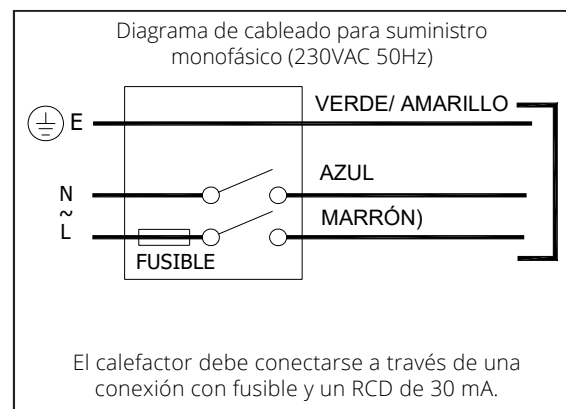 Diagrama de cableado para suministro
monofásico (230VAC 50Hz)
VERDE/ AMARILLO
E
AZUL
N
~
L
MARRÓN)
FUSIBLE
El calefactor debe conectarse a través de una
conexión con fusible y un RCD de 30 mA.